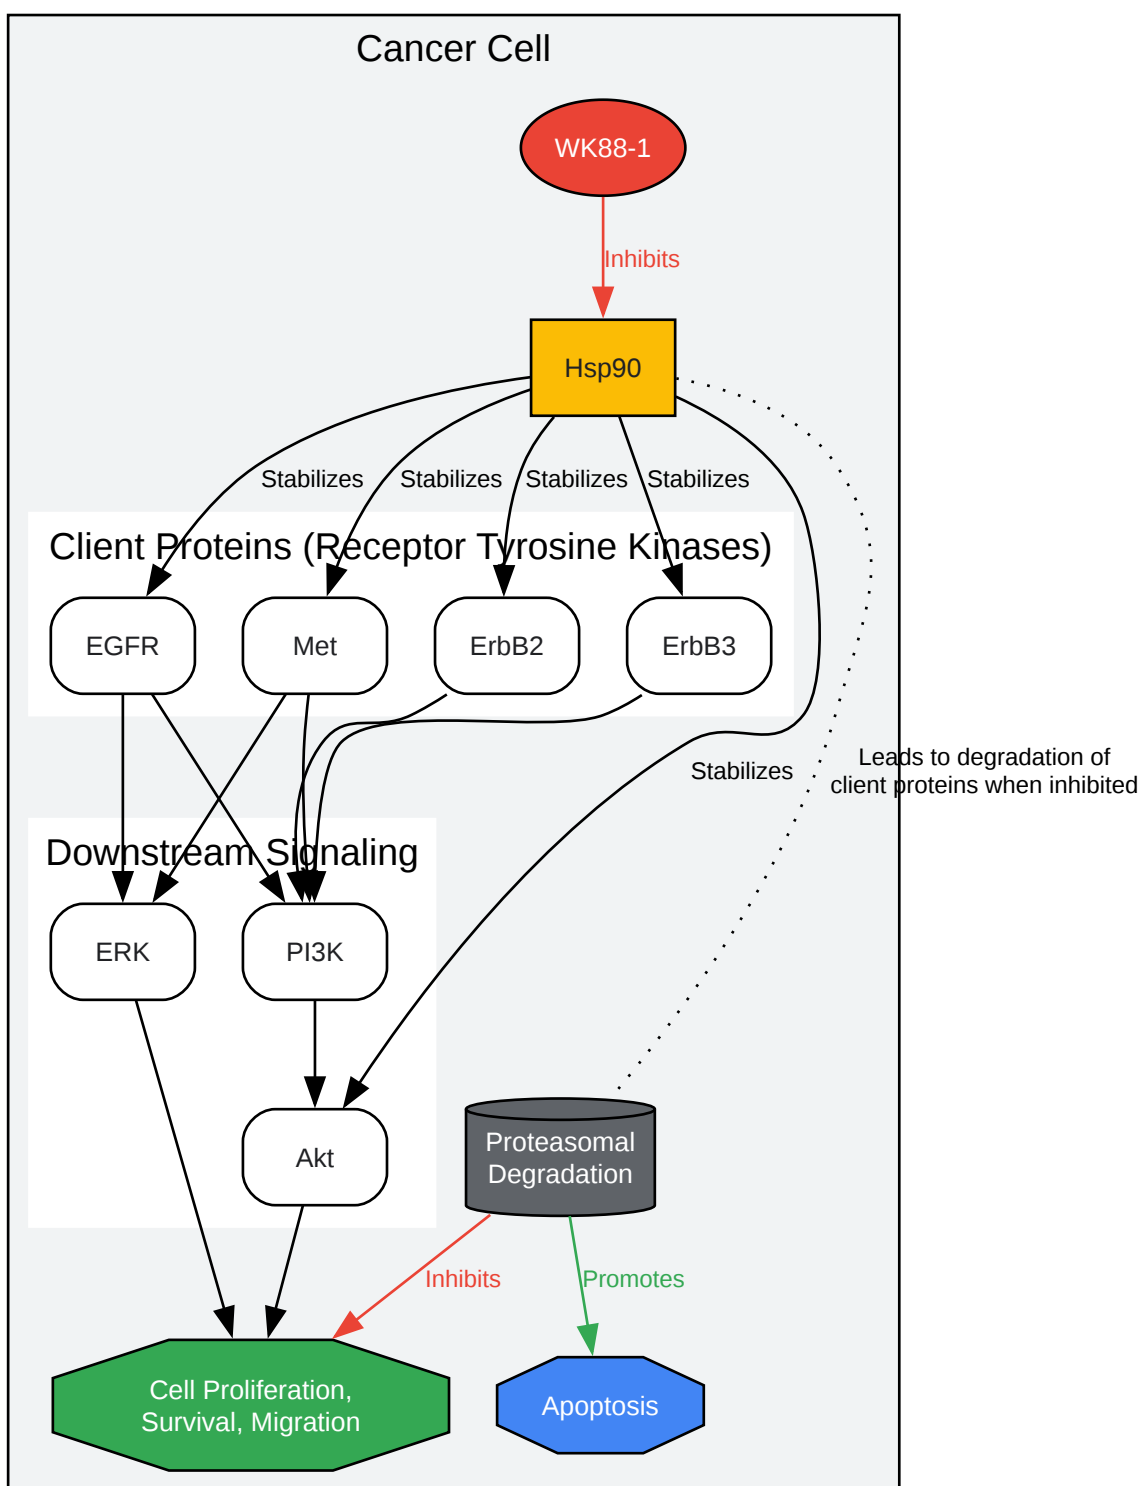 Cancer Cell
WK88-1
Inhibits
Hsp90
Stabilizes
Stabilizes
Stabilizes
Stabilizes
Client Proteins (Receptor Tyrosine Kinases)
EGFR
Met
ErbB2
ErbB3
Stabilizes
Leads to degradation of
client proteins when inhibited
Downstream Signaling
ERK
PI3K
Akt
Proteasomal
Degradation
Inhibits
Promotes
Cell Proliferation,
Survival, Migration
Apoptosis